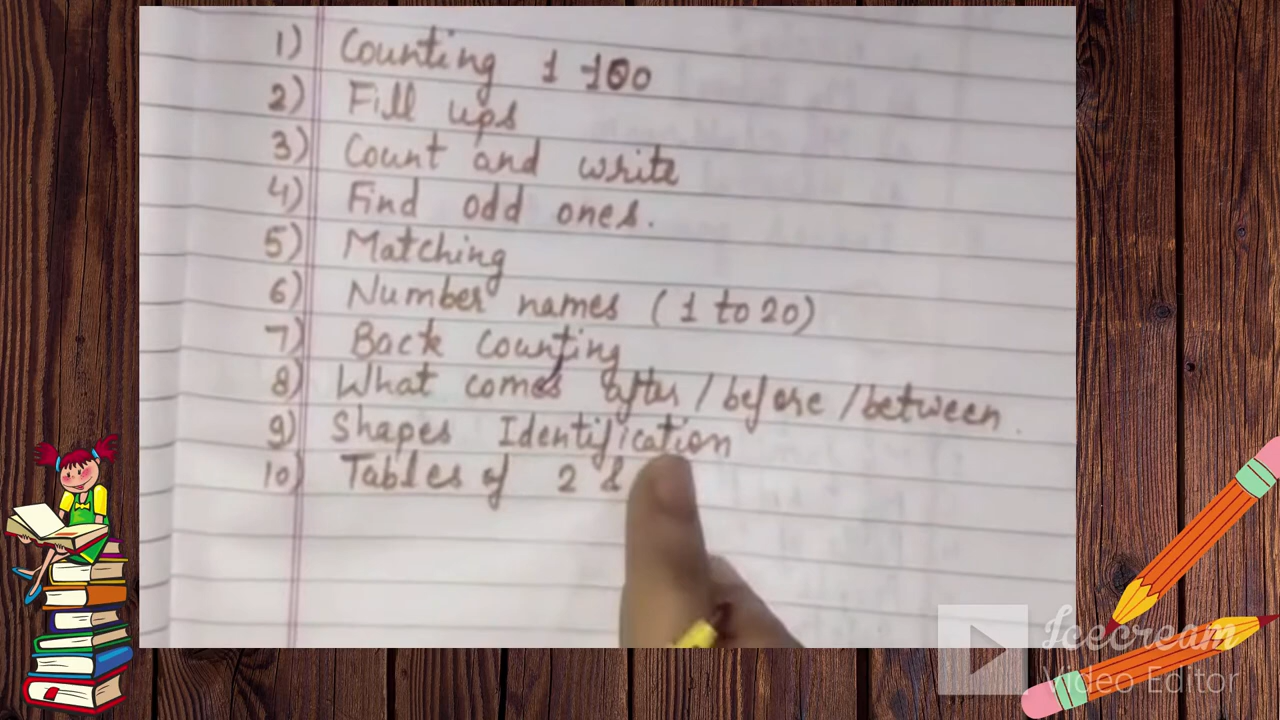 1) Counting 1-100
2) Fill ups
3) Count and write
4) Find odd ones.
5) Matching
6) Number names (1 to 20)
7) Back counting
8) What comes after / before / between.
9) Shapes Identification
10) Tables of 2 &
Icecream
Video Editor